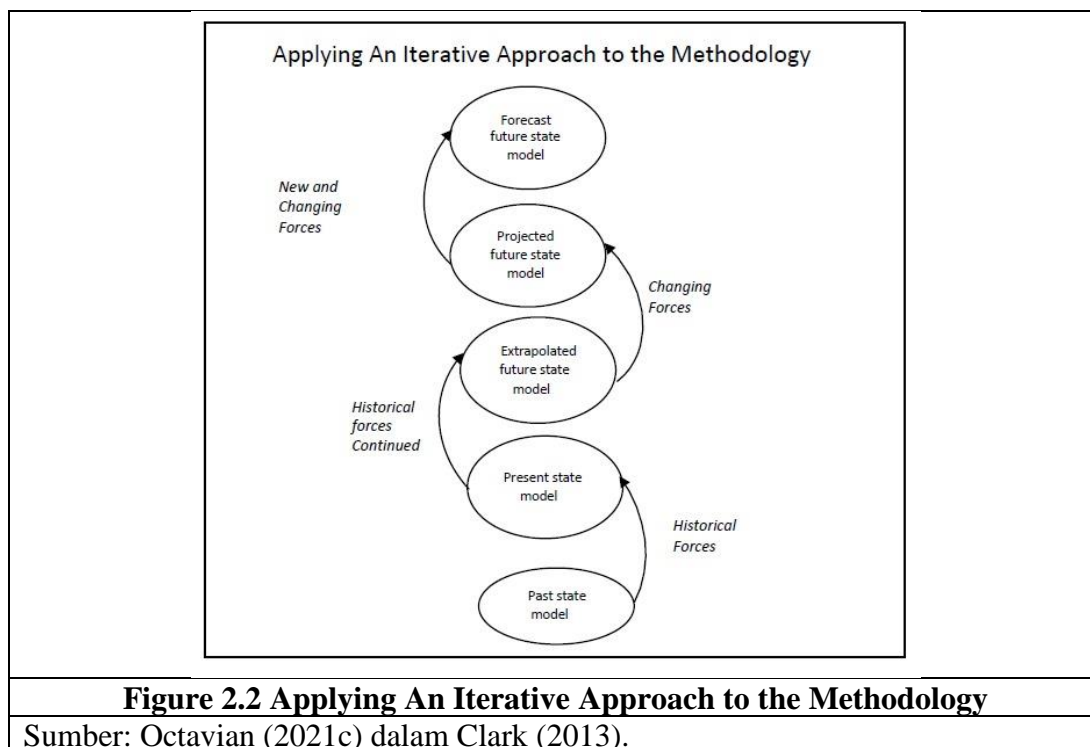 Applying An Iterative Approach to the Methodology
Forecast
future state
model
New and
Changing
Forces
Projected
future state
model
Changing
Forces
Extrapolated
future state
model
Historical
forces
Continued
Present state
model
Historical
Forces
Past state
model
Figure 2.2 Applying An Iterative Approach to the Methodology
Sumber: Octavian (2021c) dalam Clark (2013).